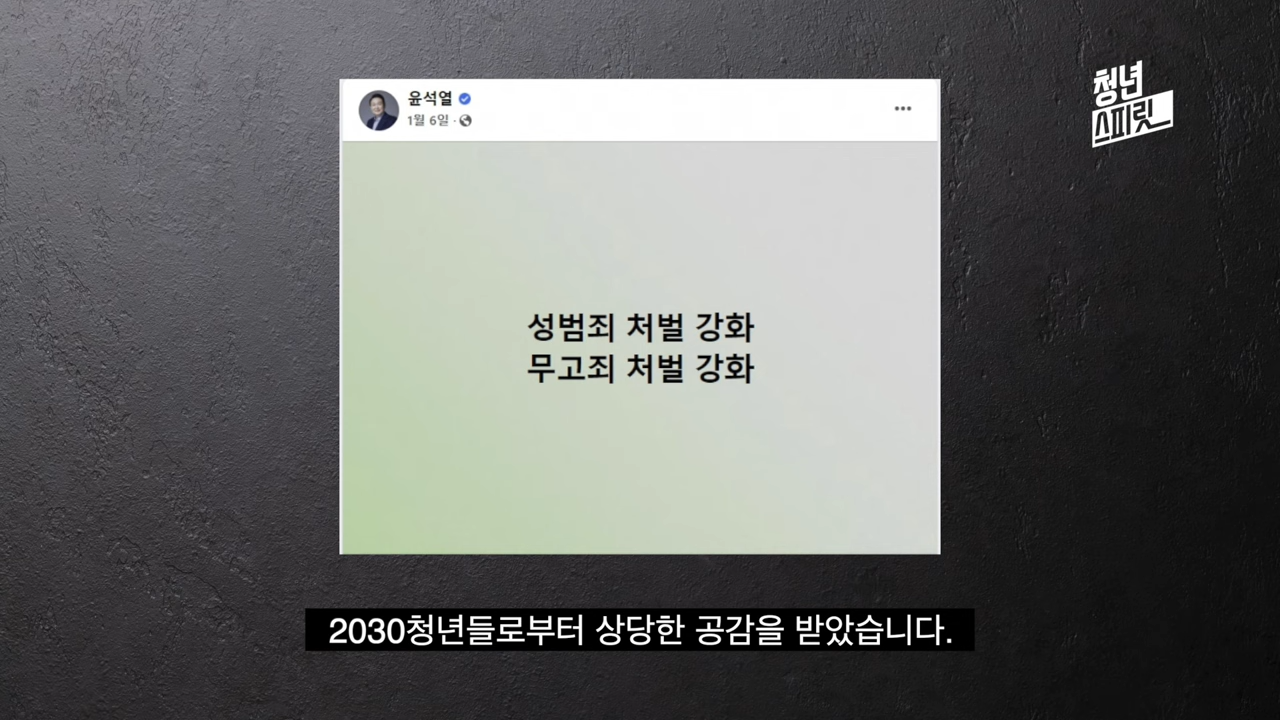 청년
스피릿
윤석열
1월 6일 ·
성범죄 처벌 강화
무고죄 처벌 강화
2030청년들로부터 상당한 공감을 받았습니다.